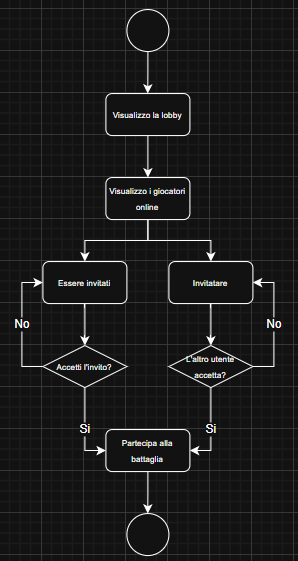 Visualizzo la lobby
Visualizzo i giocatori
online
Essere invitati
Invitatare
No
No
Accetti l'invito?
L'altro utente
accetta?
Si
Si
Partecipa alla
battaglia